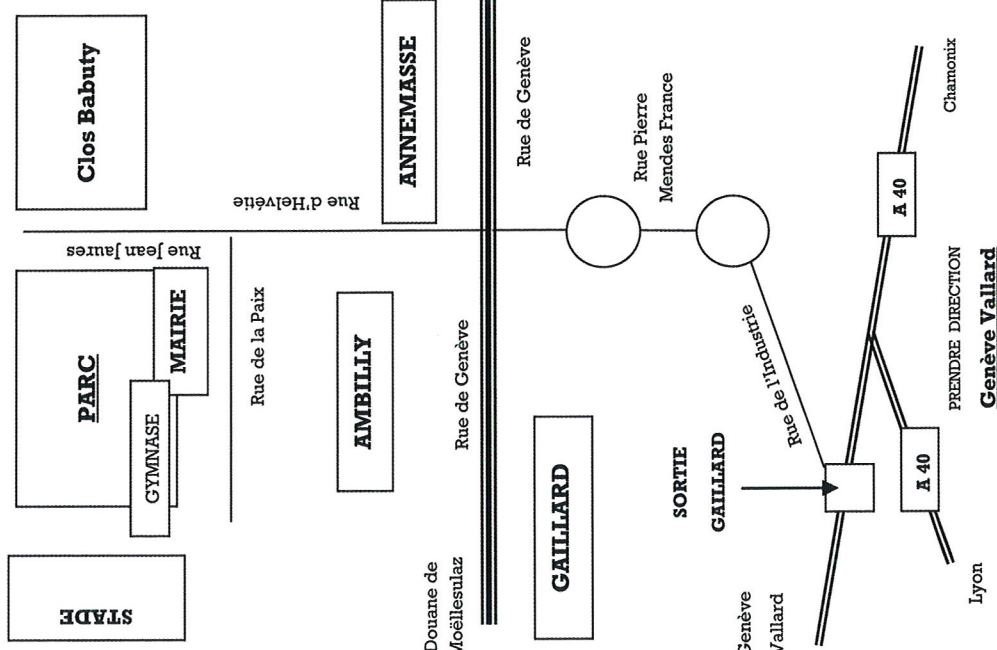 STADE
PARC
GYMNASE
MAIRIE
Rue Jean Jaures
Clos Babuty
Rue de la Paix
Rue d'Helvétie
AMBILLY
ANNEMASSE
Douane de
Moëllesulaz
Rue de Genève
Rue de Genève
GAILLARD
Rue Pierre
Mendes France
SORTIE
GAILLARD
Rue de l'Industrie
Genève
Vallard
A 40
A 40
Chamonix
Lyon
PRENDRE DIRECTION
Genève Vallard